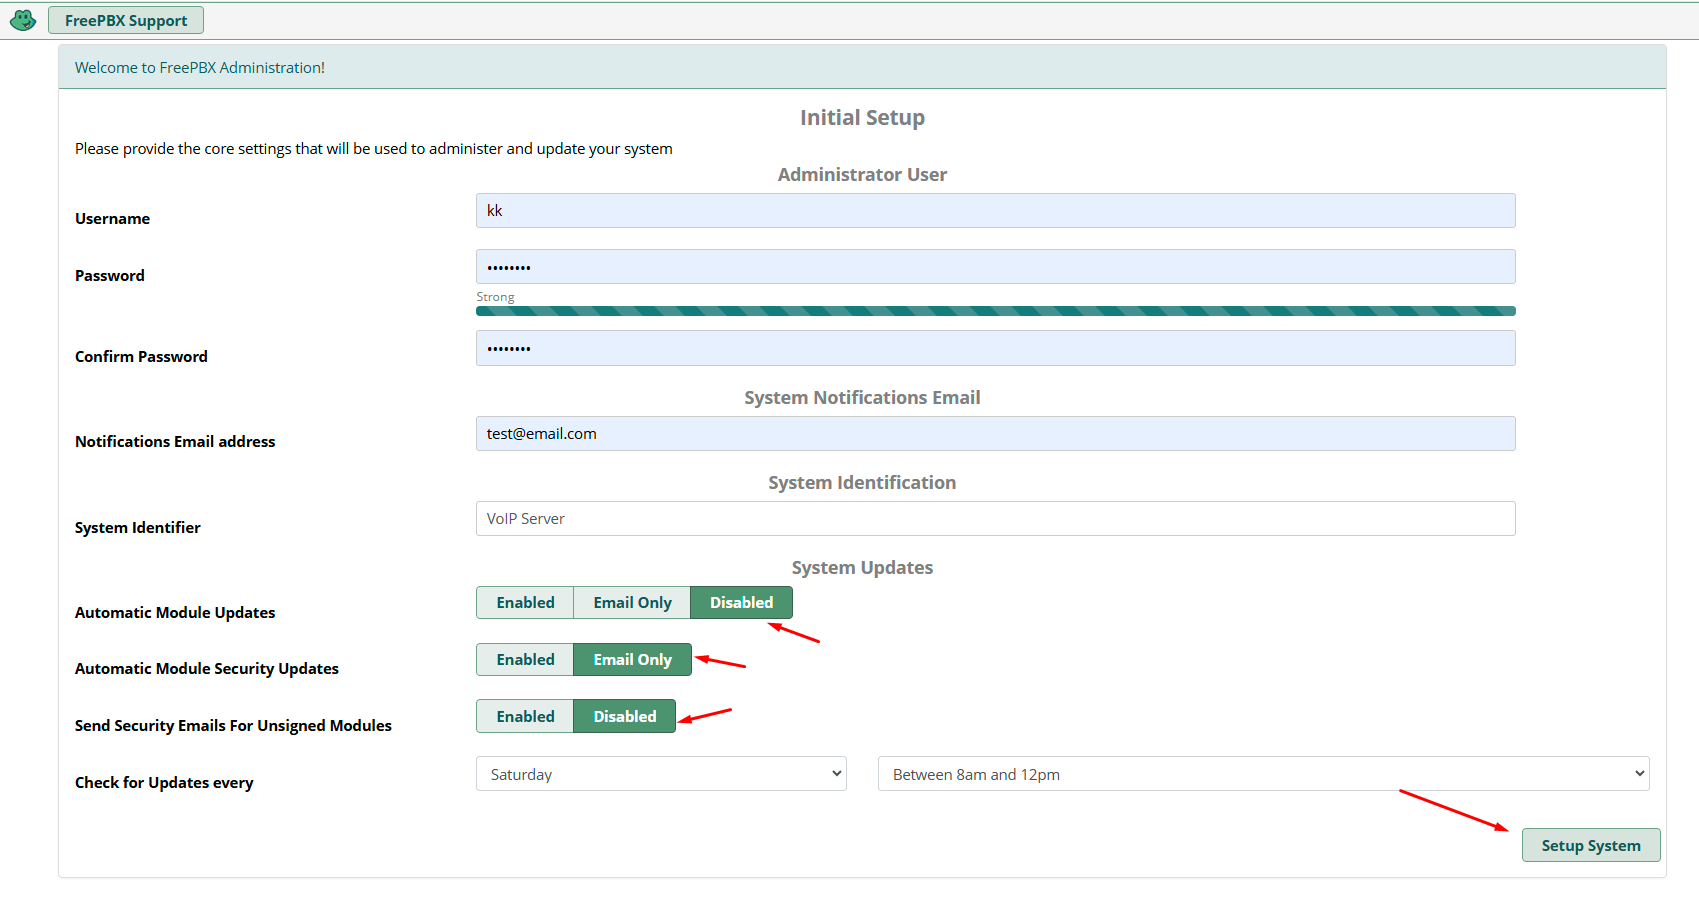 FreePBX Support
Welcome to FreePBX Administration!
Initial Setup
Please provide the core settings that will be used to administer and update your system
Administrator User
Username kk
Password ••••••••
Strong
Confirm Password ••••••••
System Notifications Email
Notifications Email address test@email.com
System Identification
System Identifier VoIP Server
System Updates
Automatic Module Updates Enabled Email Only Disabled
Automatic Module Security Updates Enabled Email Only
Send Security Emails For Unsigned Modules Enabled Disabled
Check for Updates every Saturday Between 8am and 12pm
Setup System